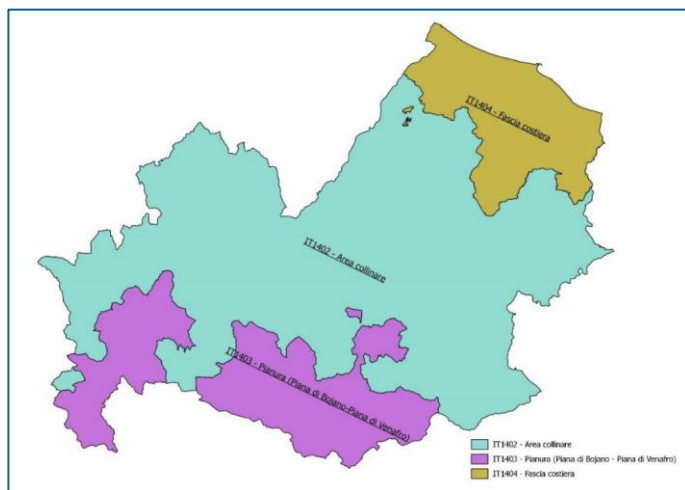 IT1404 - Fascia costiera
IT1402 - Area collinare
IT1403 - Pianura (Piana di Bojano-Piana di Venafro)
IT1402 - Area collinare
IT1403 - Pianura (Piana di Bojano - Piana di Venafro)
IT1404 - Fascia costiera